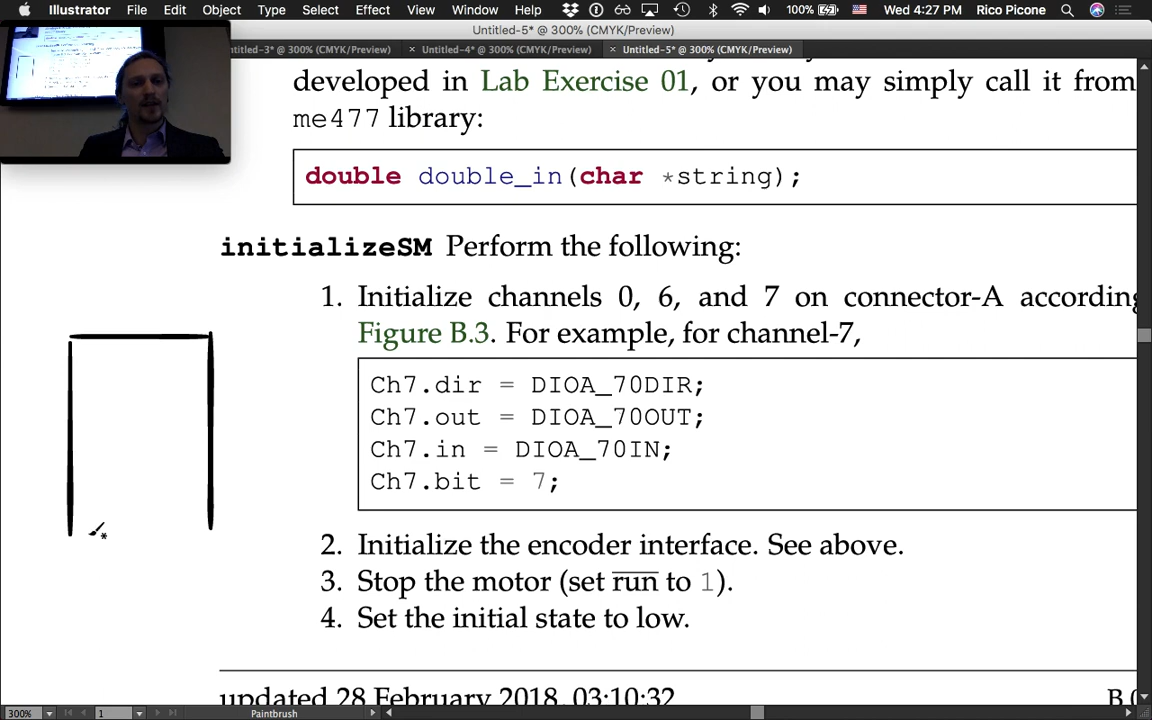 Illustrator File Edit Object Type Select Effect View Window Help 100% Wed 4:27 PM Rico Picone
Untitled-5* @ 300% (CMYK/Preview)
ntitled-3* @ 300% (CMYK/Preview) × Untitled-4* @ 300% (CMYK/Preview) × Untitled-5* @ 300% (CMYK/Preview)
developed in Lab Exercise 01, or you may simply call it from
me477 library:
double double_in(char *string);
initializeSM Perform the following:
1. Initialize channels 0, 6, and 7 on connector-A according
Figure B.3. For example, for channel-7,
Ch7.dir = DIOA_70DIR;
Ch7.out = DIOA_70OUT;
Ch7.in = DIOA_70IN;
Ch7.bit = 7;
2. Initialize the encoder interface. See above.
3. Stop the motor (set run to 1).
4. Set the initial state to low.
updated 28 February 2018, 03:10:32
300% 1 Paintbrush